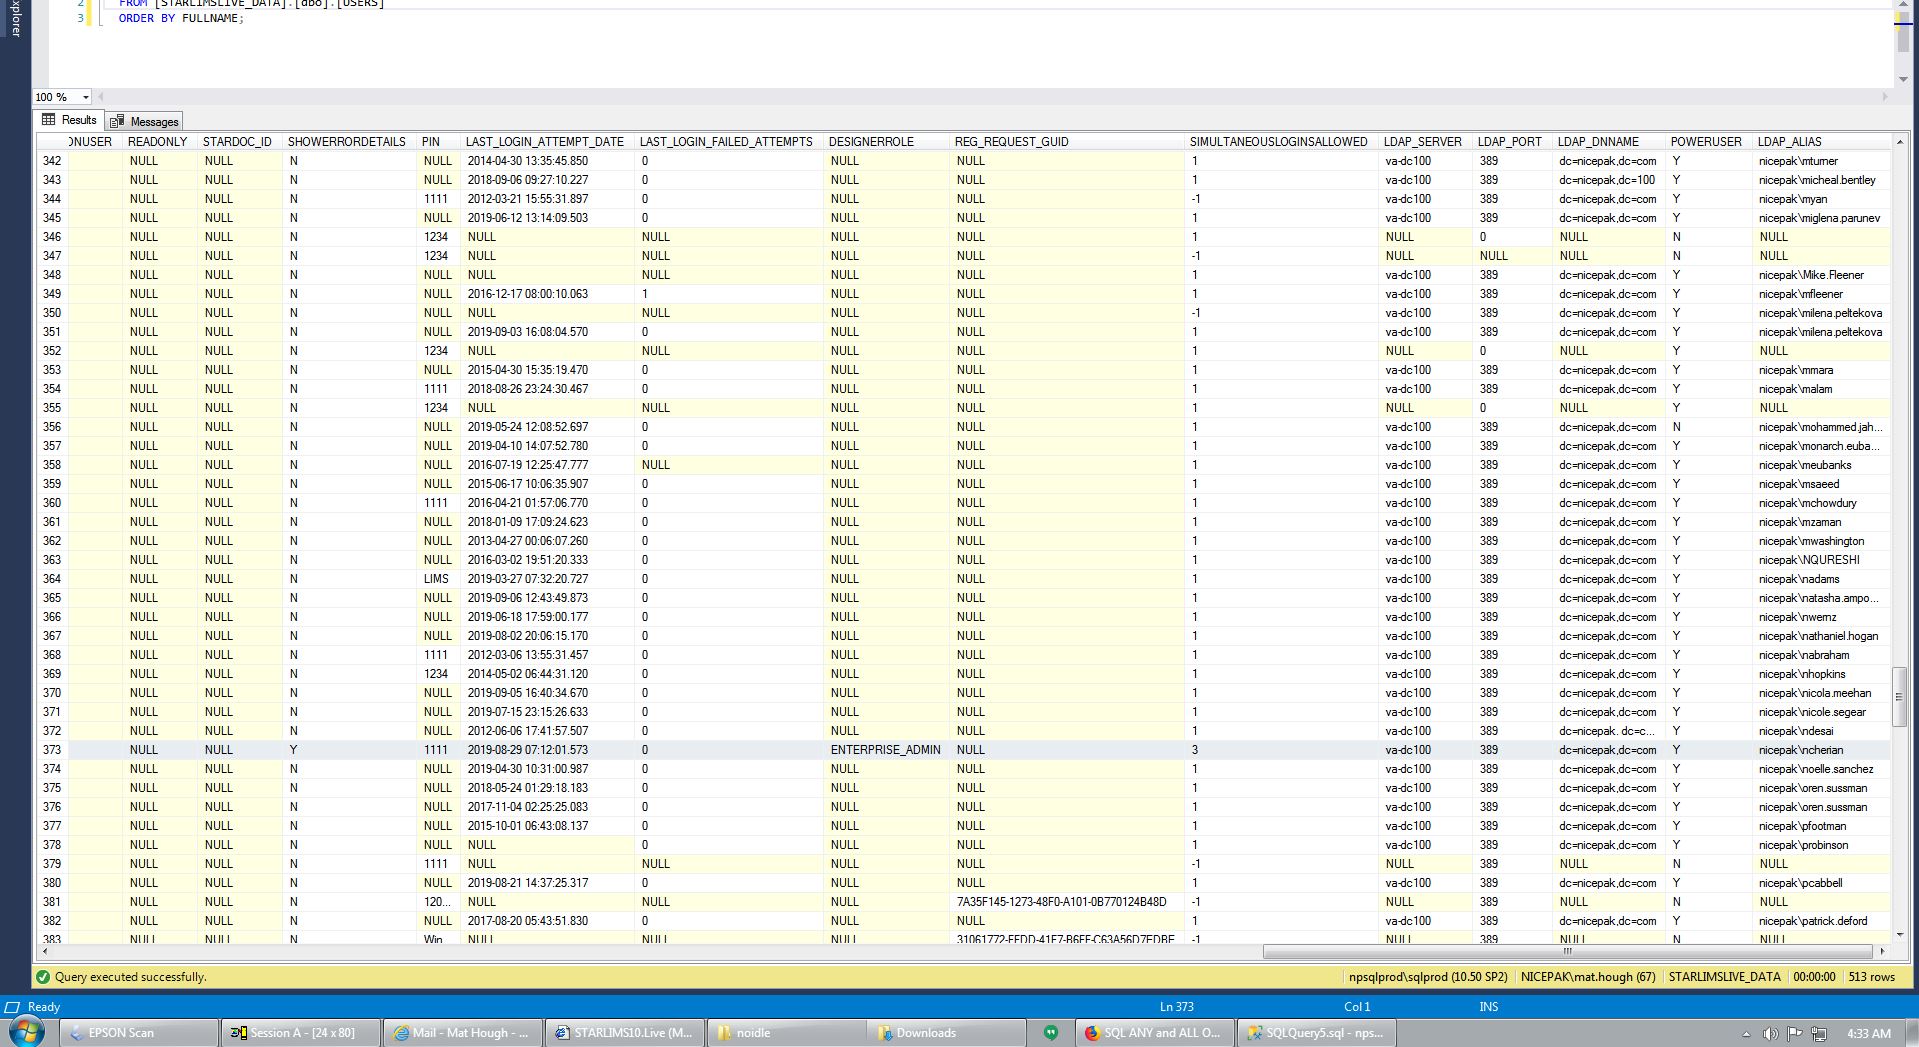 xplorer
2 FROM [STARLIMSLIVE_DATA].[dbo].[USERS]
3 ORDER BY FULLNAME;
100 %
Results Messages
ONUSER READONLY STARDOC_ID SHOWERRORDETAILS PIN LAST_LOGIN_ATTEMPT_DATE LAST_LOGIN_FAILED_ATTEMPTS DESIGNERROLE REG_REQUEST_GUID SIMULTANEOUSLOGINSALLOWED LDAP_SERVER LDAP_PORT LDAP_DNNAME POWERUSER LDAP_ALIAS
342 NULL NULL N NULL 2014-04-30 13:35:45.850 0 NULL NULL 1 va-dc100 389 dc=nicepak,dc=com Y nicepak\mturner
343 NULL NULL N NULL 2018-09-06 09:27:10.227 0 NULL NULL 1 va-dc100 389 dc=nicepak,dc=100 Y nicepak\micheal.bentley
344 NULL NULL N 1111 2012-03-21 15:55:31.897 0 NULL NULL -1 va-dc100 389 dc=nicepak,dc=com Y nicepak\myan
345 NULL NULL N NULL 2019-06-12 13:14:09.503 0 NULL NULL 1 va-dc100 389 dc=nicepak,dc=com Y nicepak\miglena.parunev
346 NULL NULL N 1234 NULL NULL NULL NULL 1 NULL 0 NULL N NULL
347 NULL NULL N 1234 NULL NULL NULL NULL -1 NULL NULL NULL N NULL
348 NULL NULL N NULL NULL NULL NULL NULL 1 va-dc100 389 dc=nicepak,dc=com Y nicepak\Mike.Fleener
349 NULL NULL N NULL 2016-12-17 08:00:10.063 1 NULL NULL 1 va-dc100 389 dc=nicepak,dc=com Y nicepak\mfleener
350 NULL NULL N NULL NULL NULL NULL NULL -1 va-dc100 389 dc=nicepak,dc=com Y nicepak\milena.peltekova
351 NULL NULL N NULL 2019-09-03 16:08:04.570 0 NULL NULL 1 va-dc100 389 dc=nicepak,dc=com Y nicepak\milena.peltekova
352 NULL NULL N 1234 NULL NULL NULL NULL 1 NULL 0 NULL Y NULL
353 NULL NULL N NULL 2015-04-30 15:35:19.470 0 NULL NULL 1 va-dc100 389 dc=nicepak,dc=com Y nicepak\mmara
354 NULL NULL N 1111 2018-08-26 23:24:30.467 0 NULL NULL 1 va-dc100 389 dc=nicepak,dc=com Y nicepak\malam
355 NULL NULL N 1234 NULL NULL NULL NULL 1 NULL 0 NULL Y NULL
356 NULL NULL N NULL 2019-05-24 12:08:52.697 0 NULL NULL 1 va-dc100 389 dc=nicepak,dc=com N nicepak\mohammed.jah...
357 NULL NULL N NULL 2019-04-10 14:07:52.780 0 NULL NULL 1 va-dc100 389 dc=nicepak,dc=com Y nicepak\monarch.euba...
358 NULL NULL N NULL 2016-07-19 12:25:47.777 NULL NULL NULL 1 va-dc100 389 dc=nicepak,dc=com Y nicepak\meubanks
359 NULL NULL N NULL 2015-06-17 10:06:35.907 0 NULL NULL 1 va-dc100 389 dc=nicepak,dc=com Y nicepak\msaeed
360 NULL NULL N 1111 2016-04-21 01:57:06.770 0 NULL NULL 1 va-dc100 389 dc=nicepak,dc=com Y nicepak\mchowdury
361 NULL NULL N NULL 2018-01-09 17:09:24.623 0 NULL NULL 1 va-dc100 389 dc=nicepak,dc=com Y nicepak\mzaman
362 NULL NULL N NULL 2013-04-27 00:06:07.260 0 NULL NULL 1 va-dc100 389 dc=nicepak,dc=com Y nicepak\mwashington
363 NULL NULL N NULL 2016-03-02 19:51:20.333 0 NULL NULL 1 va-dc100 389 dc=nicepak,dc=com Y nicepak\NQURESHI
364 NULL NULL N LIMS 2019-03-27 07:32:20.727 0 NULL NULL 1 va-dc100 389 dc=nicepak,dc=com Y nicepak\nadams
365 NULL NULL N NULL 2019-09-06 12:43:49.873 0 NULL NULL 1 va-dc100 389 dc=nicepak,dc=com Y nicepak\natasha.ampo...
366 NULL NULL N NULL 2019-06-18 17:59:00.177 0 NULL NULL 1 va-dc100 389 dc=nicepak,dc=com Y nicepak\nwernz
367 NULL NULL N NULL 2019-08-02 20:06:15.170 0 NULL NULL 1 va-dc100 389 dc=nicepak,dc=com Y nicepak\nathaniel.hogan
368 NULL NULL N 1111 2012-03-06 13:55:31.457 0 NULL NULL 1 va-dc100 389 dc=nicepak,dc=com Y nicepak\nabraham
369 NULL NULL N 1234 2014-05-02 06:44:31.120 0 NULL NULL 1 va-dc100 389 dc=nicepak,dc=com Y nicepak\nhopkins
370 NULL NULL N NULL 2019-09-05 16:40:34.670 0 NULL NULL 1 va-dc100 389 dc=nicepak,dc=com Y nicepak\nicola.meehan
371 NULL NULL N NULL 2019-07-15 23:15:26.633 0 NULL NULL 1 va-dc100 389 dc=nicepak,dc=com Y nicepak\nicole.segear
372 NULL NULL N NULL 2012-06-06 17:41:57.507 0 NULL NULL 1 va-dc100 389 dc=nicepak. dc=c... Y nicepak\ndesai
373 NULL NULL Y 1111 2019-08-29 07:12:01.573 0 ENTERPRISE_ADMIN NULL 3 va-dc100 389 dc=nicepak,dc=com Y nicepak\ncherian
374 NULL NULL N NULL 2019-04-30 10:31:00.987 0 NULL NULL 1 va-dc100 389 dc=nicepak,dc=com Y nicepak\noelle.sanchez
375 NULL NULL N NULL 2018-05-24 01:29:18.183 0 NULL NULL 1 va-dc100 389 dc=nicepak,dc=com Y nicepak\oren.sussman
376 NULL NULL N NULL 2017-11-04 02:25:25.083 0 NULL NULL 1 va-dc100 389 dc=nicepak,dc=com Y nicepak\oren.sussman
377 NULL NULL N NULL 2015-10-01 06:43:08.137 0 NULL NULL 1 va-dc100 389 dc=nicepak,dc=com Y nicepak\pfootman
378 NULL NULL N NULL NULL 0 NULL NULL 1 va-dc100 389 dc=nicepak,dc=com Y nicepak\probinson
379 NULL NULL N 1111 NULL NULL NULL NULL -1 NULL 389 NULL N NULL
380 NULL NULL N NULL 2019-08-21 14:37:25.317 0 NULL NULL 1 va-dc100 389 dc=nicepak,dc=com Y nicepak\pcabbell
381 NULL NULL N 120... NULL NULL NULL 7A35F145-1273-48F0-A101-0B770124B48D -1 NULL 389 NULL N NULL
382 NULL NULL N NULL 2017-08-20 05:43:51.830 0 NULL NULL 1 va-dc100 389 dc=nicepak,dc=com Y nicepak\patrick.deford
383 NULL NULL N Win NULL NULL NULL 31061772-FFDD-41F7-B6FF-C63A56D7EDBE -1 NULL 389 NULL N NULL
Query executed successfully. npsqlprod\sqlprod (10.50 SP2) NICEPAK\mat.hough (67) STARLIMSLIVE_DATA 00:00:00 513 rows
Ready Ln 373 Col 1 INS
EPSON Scan Session A - [24 x 80] Mail - Mat Hough - ... STARLIMS10.Live (M... noidle Downloads SQL ANY and ALL O... SQLQuery5.sql - nps... 4:33 AM